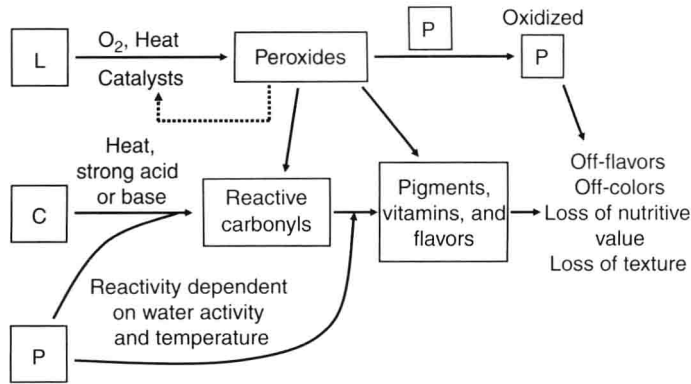 Oxidized
L
O2, Heat
Catalysts
Peroxides
P
P
Heat,
strong acid
or base
C
Reactive
carbonyls
Pigments,
vitamins, and
flavors
Off-flavors
Off-colors
Loss of nutritive
value
Loss of texture
Reactivity dependent
on water activity
and temperature
P